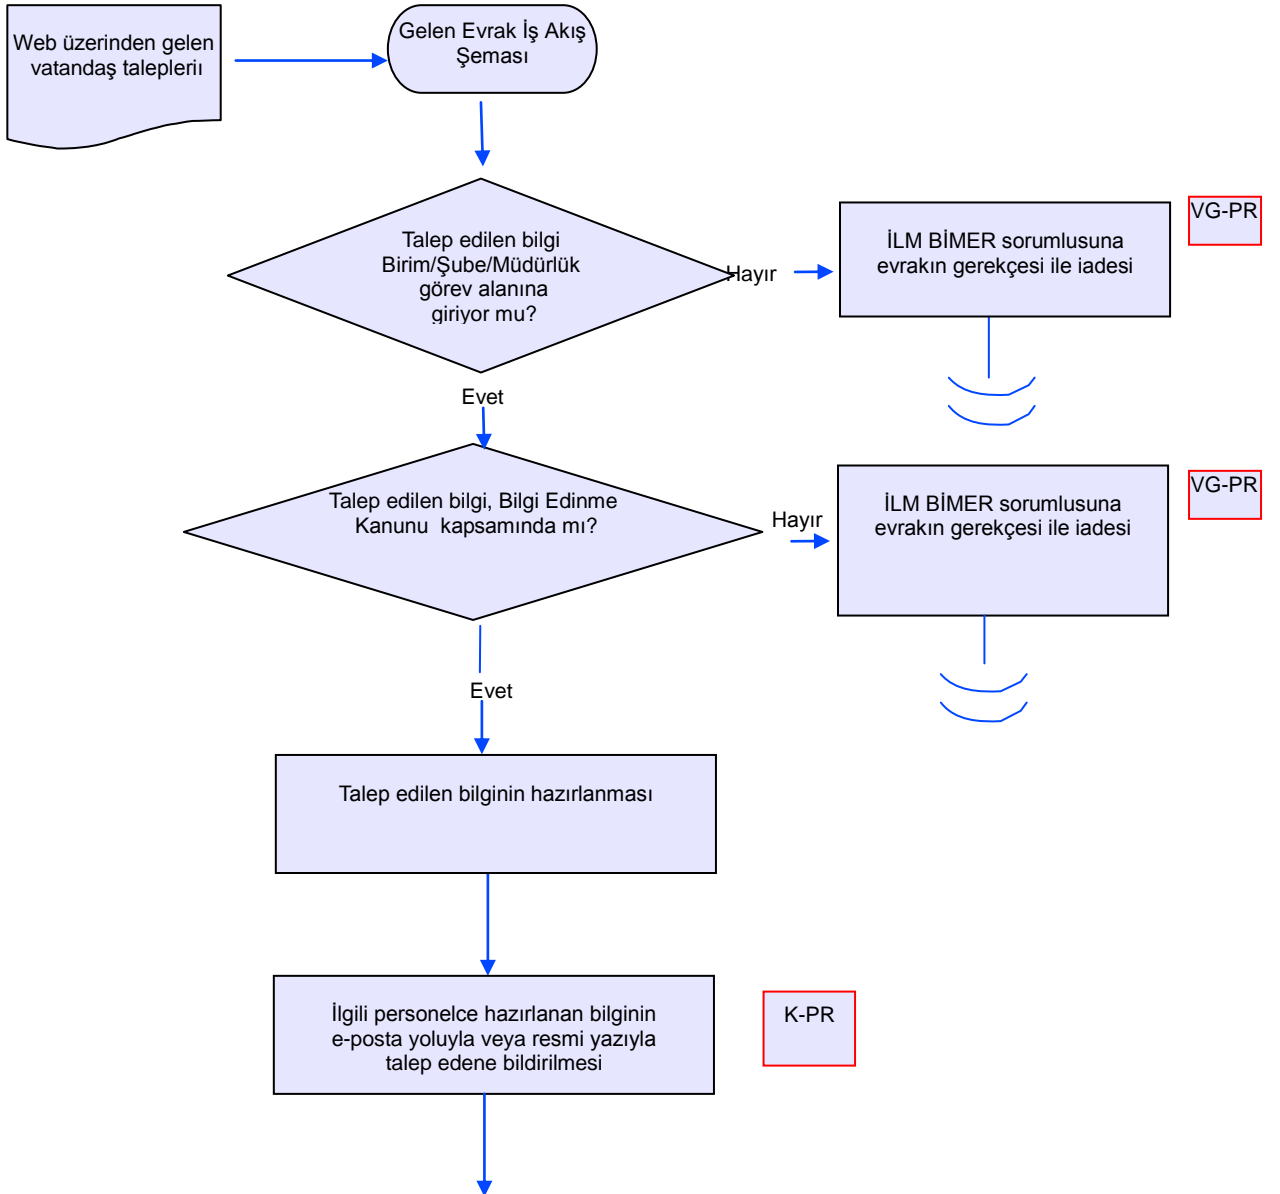 Web üzerinden gelen
vatandaş taleplerii
Gelen Evrak İş Akış
Şeması
Talep edilen bilgi
Birim/Şube/Müdürlük
görev alanına
giriyor mu?
Hayır
İLM BİMER sorumlusuna
evrakın gerekçesi ile iadesi
VG-PR
Evet
Talep edilen bilgi, Bilgi Edinme
Kanunu kapsamında mı?
Hayır
İLM BİMER sorumlusuna
evrakın gerekçesi ile iadesi
VG-PR
Evet
Talep edilen bilginin hazırlanması
İlgili personelce hazırlanan bilginin
e-posta yoluyla veya resmi yazıyla
talep edene bildirilmesi
K-PR